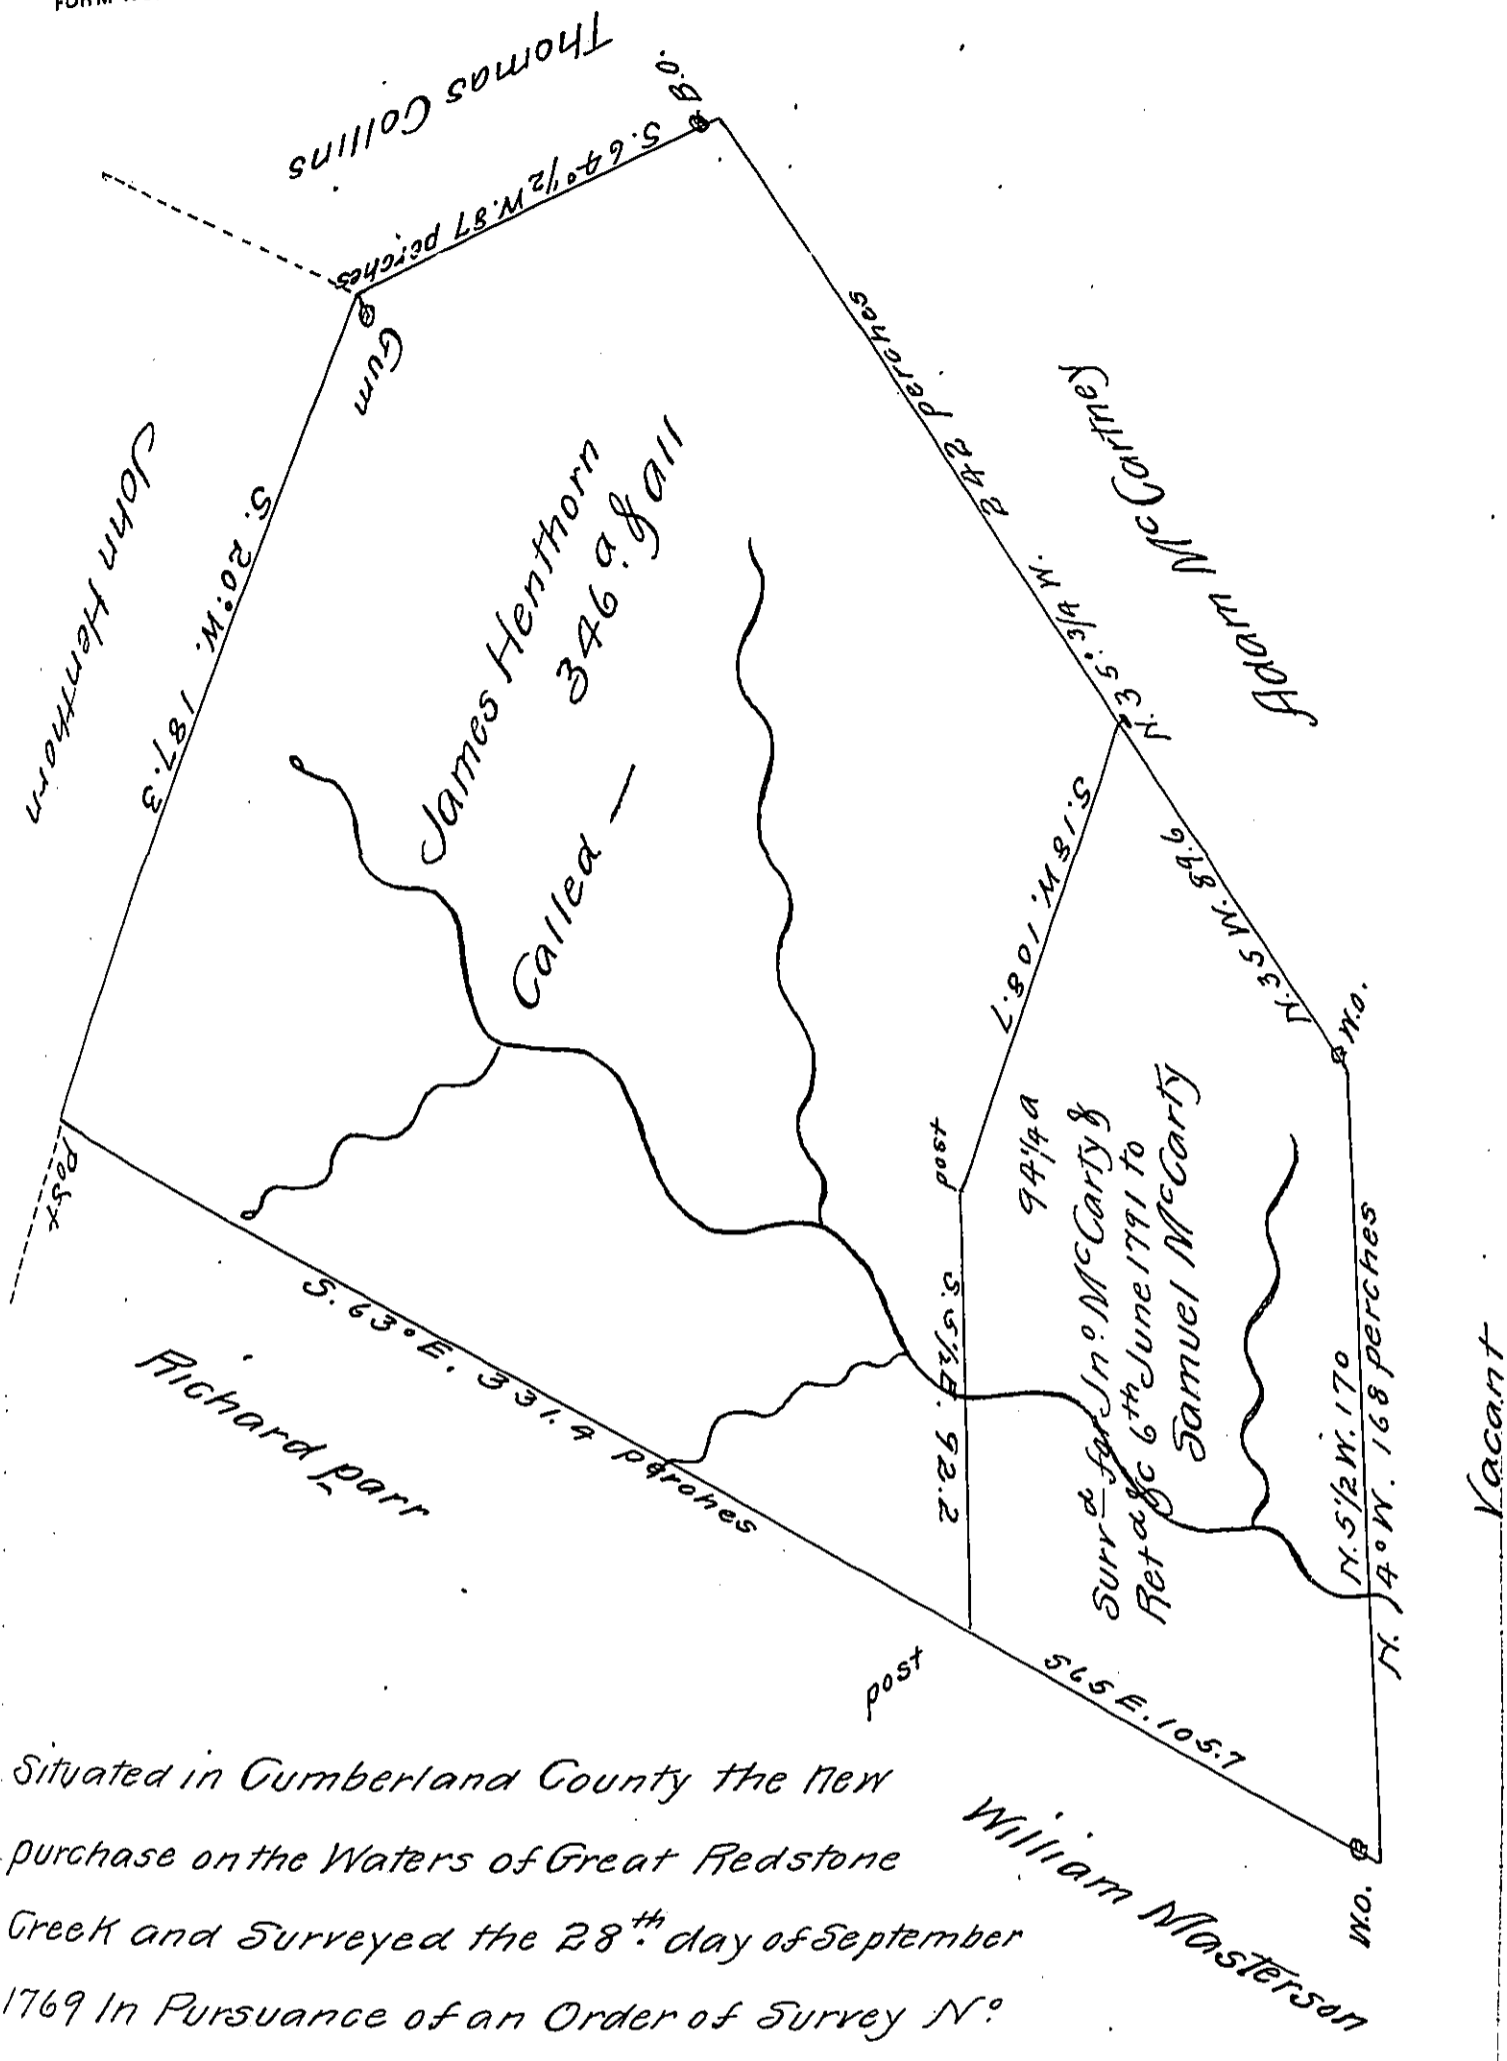 Thomas Collins
B.O.
S. 64°1/2 W. 87 perches
Gum
John Henthorn
S. 20° W. 187.3
James Henthorn
346.a & all
Called —
242 perches
N. 35°.3/4 W.
Adam McCartney
S. 18 W. 108.7
N. 35 W. 89.6
W.O.
post
94 1/4 a
Surv.d for Jn.o McCarty &
Ret.d &c 6th June 1791 to
Samuel McCarty
S. 5 1/2 E. 92.2
N. 5 1/2 W. 170
N. 4° W. 168 perches
Vacant
Post
S. 63° E. 331.4 perches
Richard Parr
post
S 65 E. 105.7
William Masterson
W.O.
Situated in Cumberland County the New
purchase on the Waters of Great Redstone
Creek and Surveyed the 28.th day of September
1769 In Pursuance of an Order of Survey No.